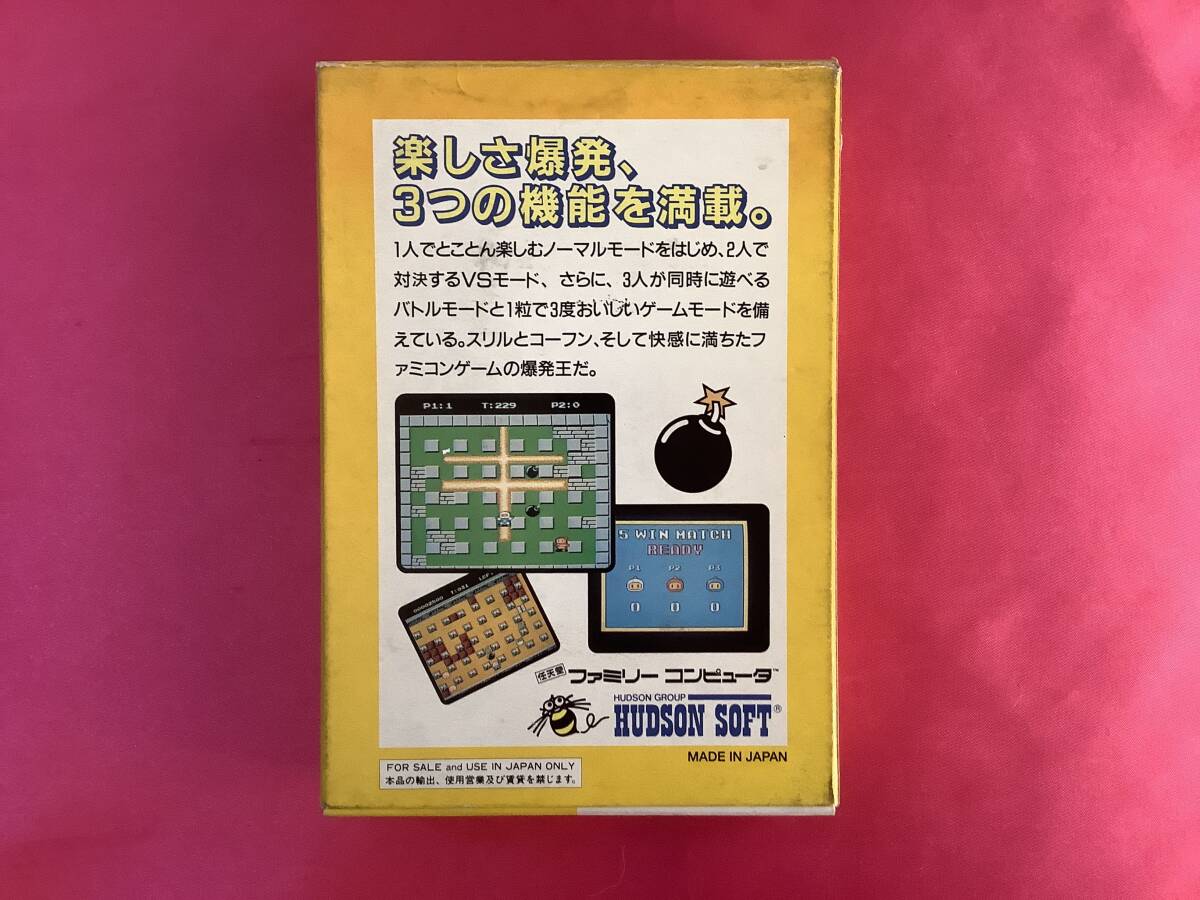 楽しさ爆発、
3つの機能を満載。
1人でとことん楽しむノーマルモードをはじめ、2人で
対決するVSモード、さらに、3人が同時に遊べる
バトルモードと1粒で3度おいしいゲームモードを備
えている。スリルとコーフン、そして快感に満ちたフ
ァミコンゲームの爆発王だ。
P1:1 T:229 P2:0
5 WIN MATCH
READY
P1 P2 P3
0 0 0
任天堂 ファミリー コンピュータ™
HUDSON GROUP
HUDSON SOFT®
MADE IN JAPAN
FOR SALE and USE IN JAPAN ONLY
本品の輸出、使用営業及び賃貸を禁じます。